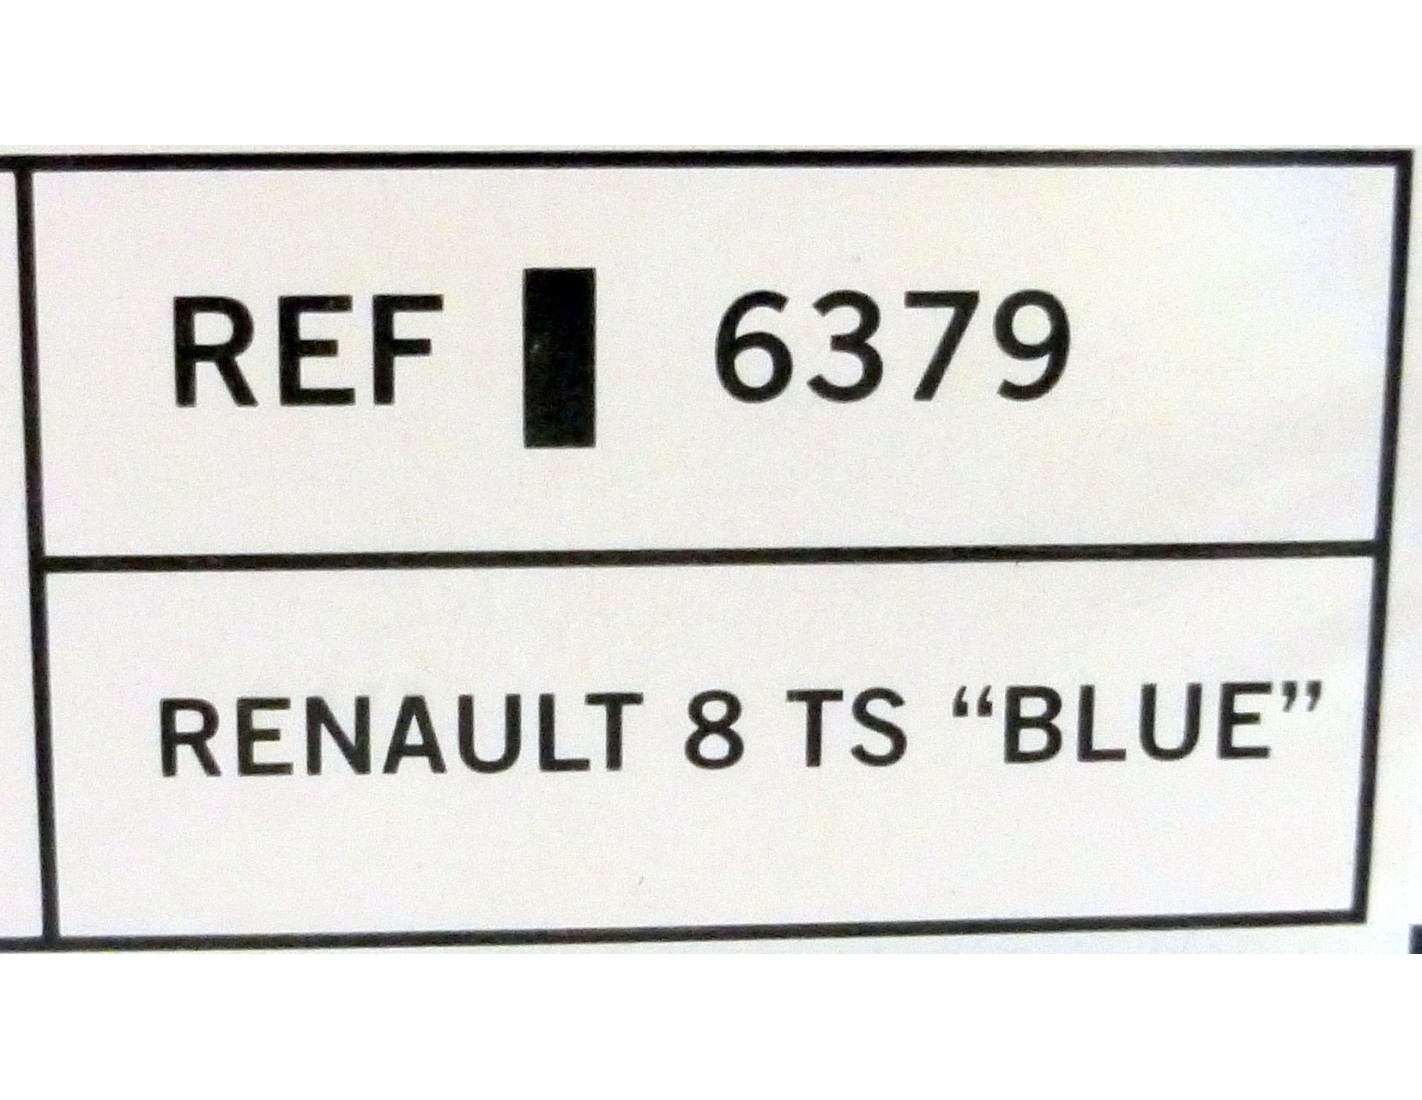 REF 6379
RENAULT 8 TS “BLUE”